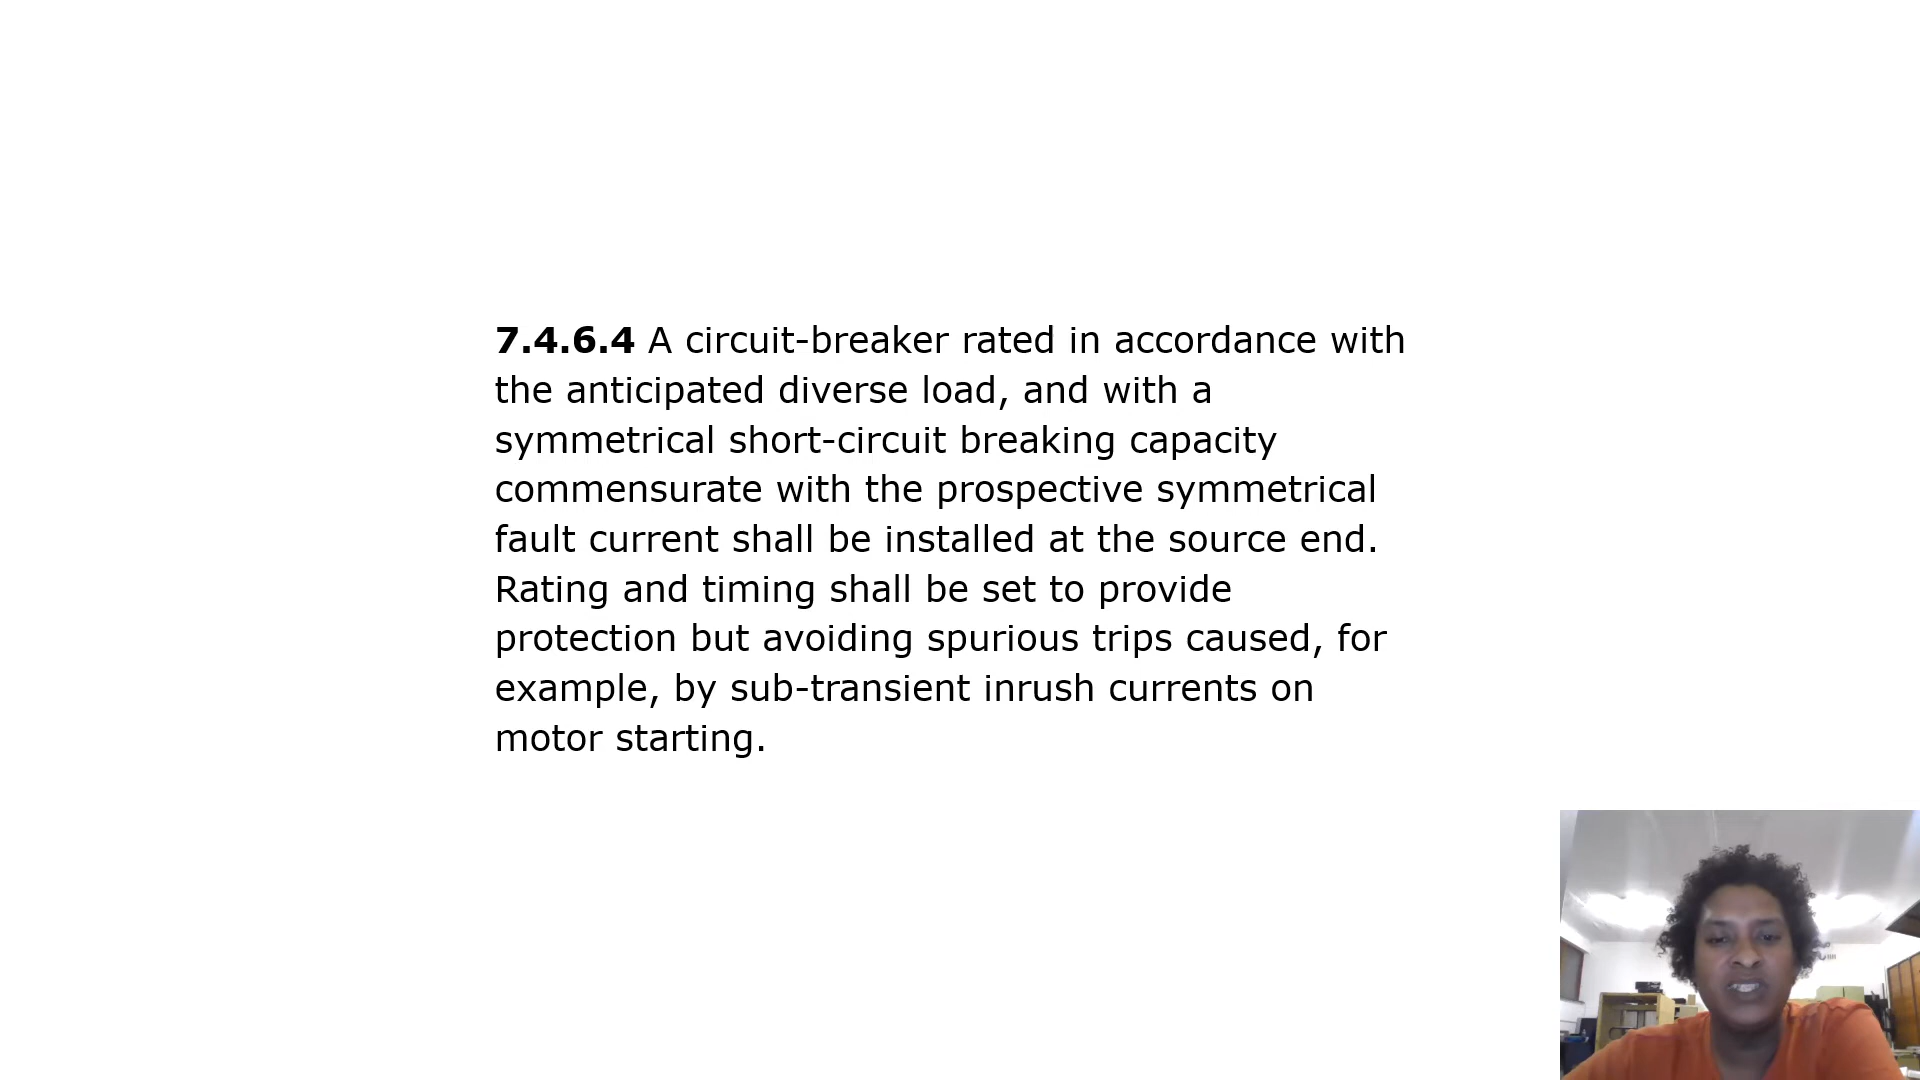 7.4.6.4 A circuit-breaker rated in accordance with
the anticipated diverse load, and with a
symmetrical short-circuit breaking capacity
commensurate with the prospective symmetrical
fault current shall be installed at the source end.
Rating and timing shall be set to provide
protection but avoiding spurious trips caused, for
example, by sub-transient inrush currents on
motor starting.